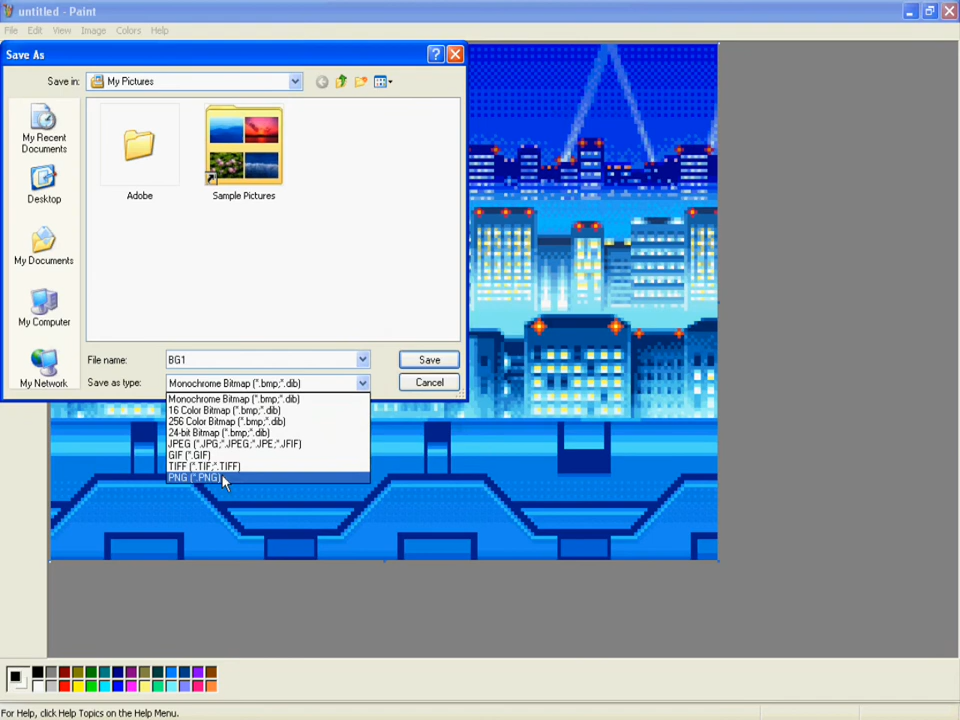 untitled - Paint
File Edit View Image Colors Help
Save As
Save in: My Pictures
My Recent
Documents
Desktop
My Documents
My Computer
My Network
Adobe
Sample Pictures
File name: BG1 Save
Save as type: Monochrome Bitmap (*.bmp;*.dib) Cancel
Monochrome Bitmap (*.bmp;*.dib)
16 Color Bitmap (*.bmp;*.dib)
256 Color Bitmap (*.bmp;*.dib)
24-bit Bitmap (*.bmp;*.dib)
JPEG (*.JPG;*.JPEG;*.JPE;*.JFIF)
GIF (*.GIF)
TIFF (*.TIF;*.TIFF)
PNG (*.PNG)
For Help, click Help Topics on the Help Menu.